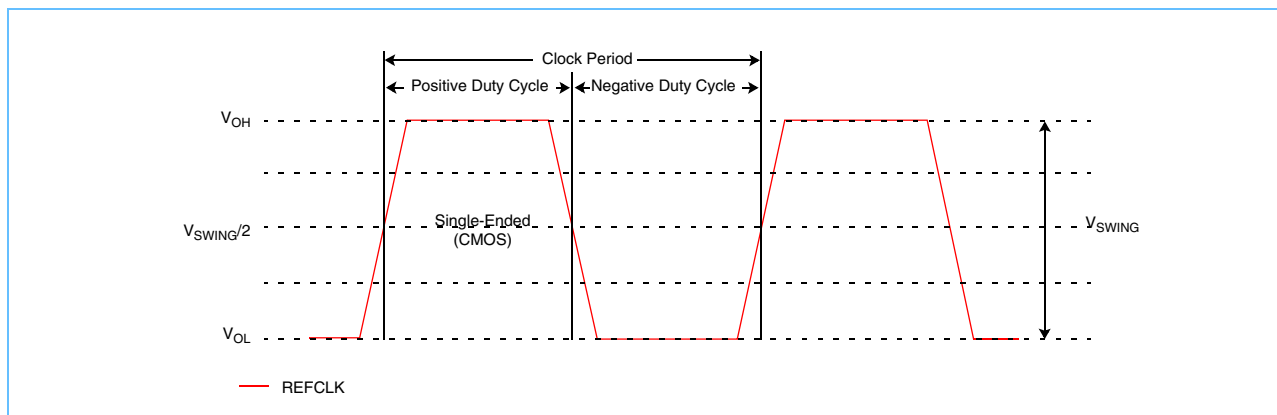 Clock Period
Positive Duty Cycle
Negative Duty Cycle
VOH
VSWING/2
Single-Ended
(CMOS)
VSWING
VOL
REFCLK